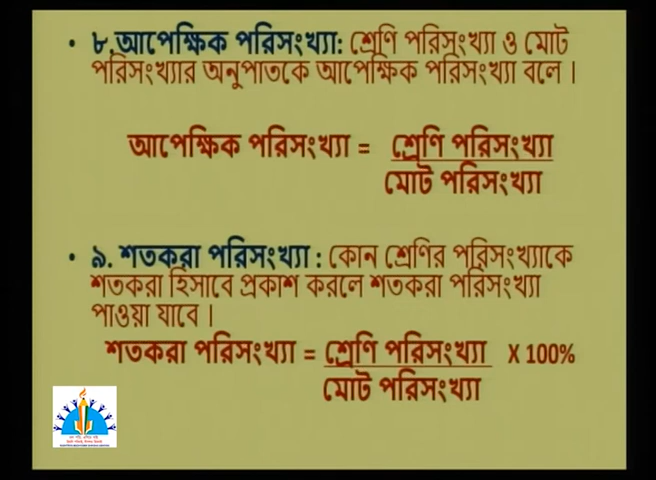 • ৮.আপেক্ষিক পরিসংখ্যা: শ্রেণি পরিসংখ্যা ও মোট
পরিসংখ্যার অনুপাতকে আপেক্ষিক পরিসংখ্যা বলে।
আপেক্ষিক পরিসংখ্যা = শ্রেণি পরিসংখ্যা
মোট পরিসংখ্যা
• ৯. শতকরা পরিসংখ্যা : কোন শ্রেণির পরিসংখ্যাকে
শতকরা হিসাবে প্রকাশ করলে শতকরা পরিসংখ্যা
পাওয়া যাবে।
শতকরা পরিসংখ্যা = শ্রেণি পরিসংখ্যা X 100%
মোট পরিসংখ্যা